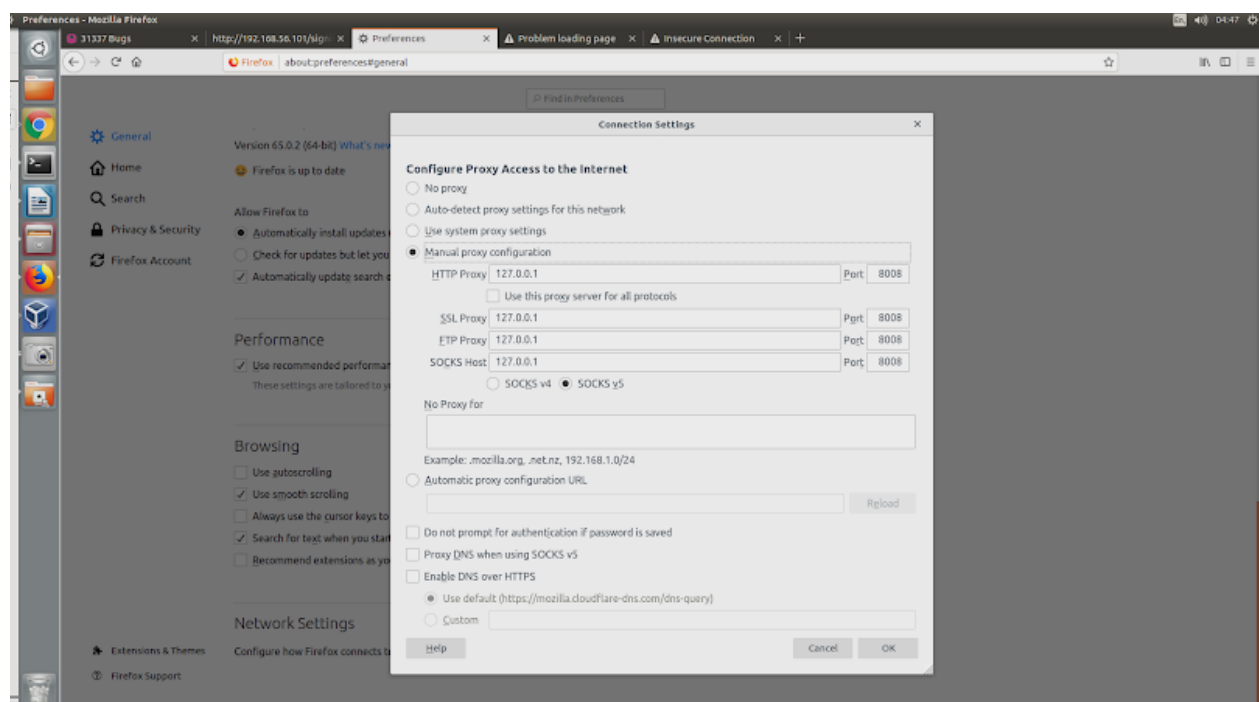 Preferences - Mozilla Firefox
En
04:47
31337 Bugs
http://192.168.56.101/sign
Preferences
Problem loading page
Insecure Connection
Firefox
about:preferences#general
Find in Preferences
General
Home
Search
Privacy & Security
Firefox Account
Extensions & Themes
Firefox Support
Version 65.0.2 (64-bit) What's new
Firefox is up to date
Allow Firefox to
Automatically install updates
Check for updates but let you
Automatically update search
Performance
Use recommended performan
These settings are tailored to
Browsing
Use autoscrolling
Use smooth scrolling
Always use the cursor keys to
Search for text when you start
Recommend extensions as yo
Network Settings
Configure how Firefox connects
Connection Settings
Configure Proxy Access to the Internet
No proxy
Auto-detect proxy settings for this network
Use system proxy settings
Manual proxy configuration
HTTP Proxy 127.0.0.1 Port 8008
Use this proxy server for all protocols
SSL Proxy 127.0.0.1 Port 8008
FTP Proxy 127.0.0.1 Port 8008
SOCKS Host 127.0.0.1 Port 8008
SOCKS v4 SOCKS v5
No Proxy for
Example: .mozilla.org, .net.nz, 192.168.1.0/24
Automatic proxy configuration URL
Reload
Do not prompt for authentication if password is saved
Proxy DNS when using SOCKS v5
Enable DNS over HTTPS
Use default (https://mozilla.cloudflare-dns.com/dns-query)
Custom
Help
Cancel
OK